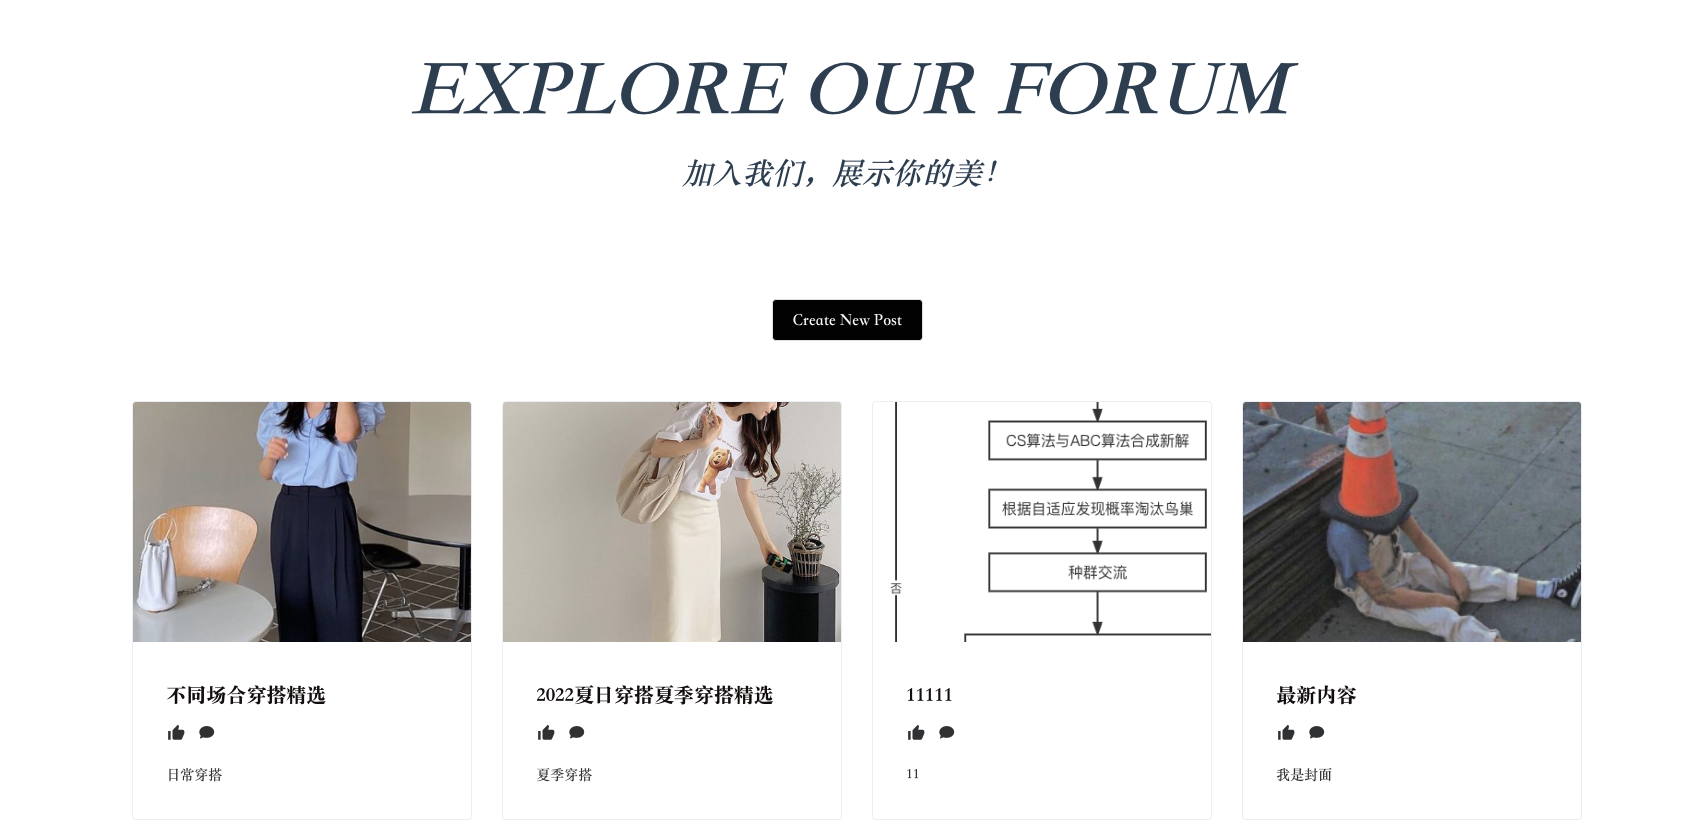 EXPLORE OUR FORUM
加入我们，展示你的美！
Create New Post
CS算法与ABC算法合成新解
根据自适应发现概率淘汰鸟巢
种群交流
否
不同场合穿搭精选
日常穿搭
2022夏日穿搭夏季穿搭精选
夏季穿搭
11111
11
最新内容
我是封面